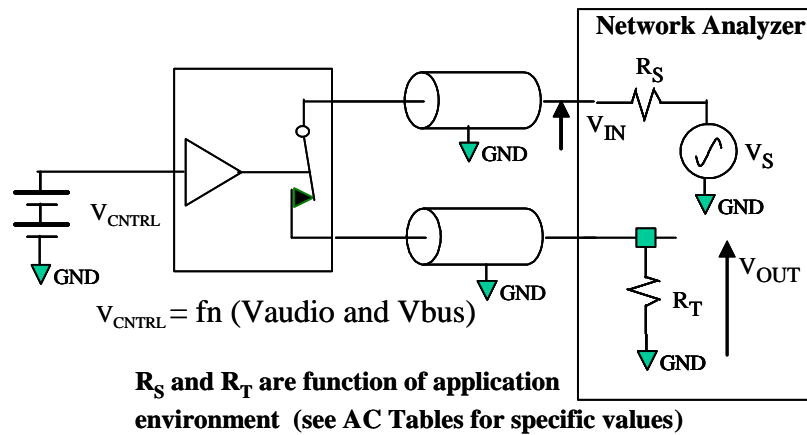 Network Analyzer
R_S
V_IN
GND
V_S
GND
V_CNTRL
GND
GND
V_OUT
R_T
GND
V_CNTRL = fn (Vaudio and Vbus)
R_S and R_T are function of application
environment (see AC Tables for specific values)